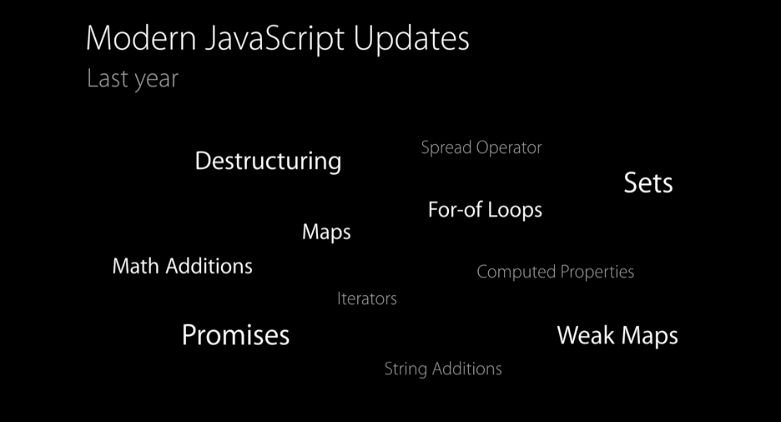 Modern JavaScript Updates
Last year
Spread Operator
Destructuring
Sets
For-of Loops
Maps
Math Additions
Computed Properties
Iterators
Promises
Weak Maps
String Additions